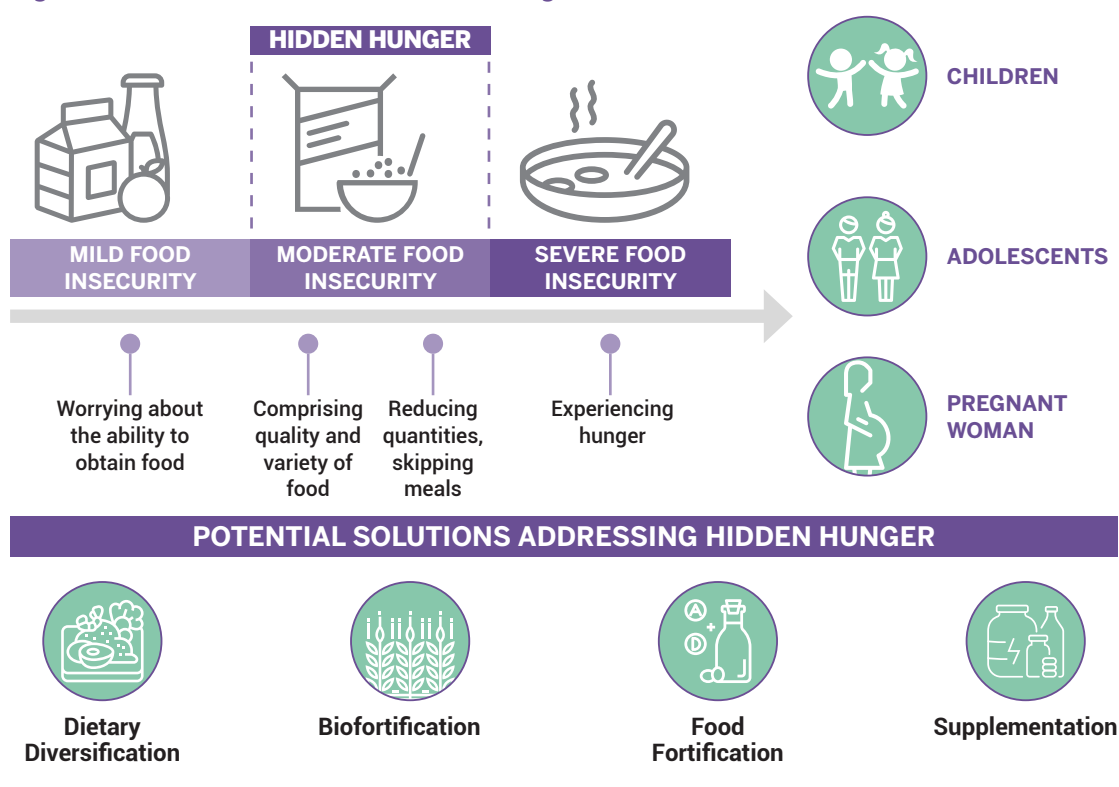 HIDDEN HUNGER
MILD FOOD
INSECURITY
MODERATE FOOD
INSECURITY
SEVERE FOOD
INSECURITY
Worrying about
the ability to
obtain food
Comprising
quality and
variety of
food
Reducing
quantities,
skipping
meals
Experiencing
hunger
CHILDREN
ADOLESCENTS
PREGNANT
WOMAN
POTENTIAL SOLUTIONS ADDRESSING HIDDEN HUNGER
Dietary
Diversification
Biofortification
A
+
D
Food
Fortification
Supplementation